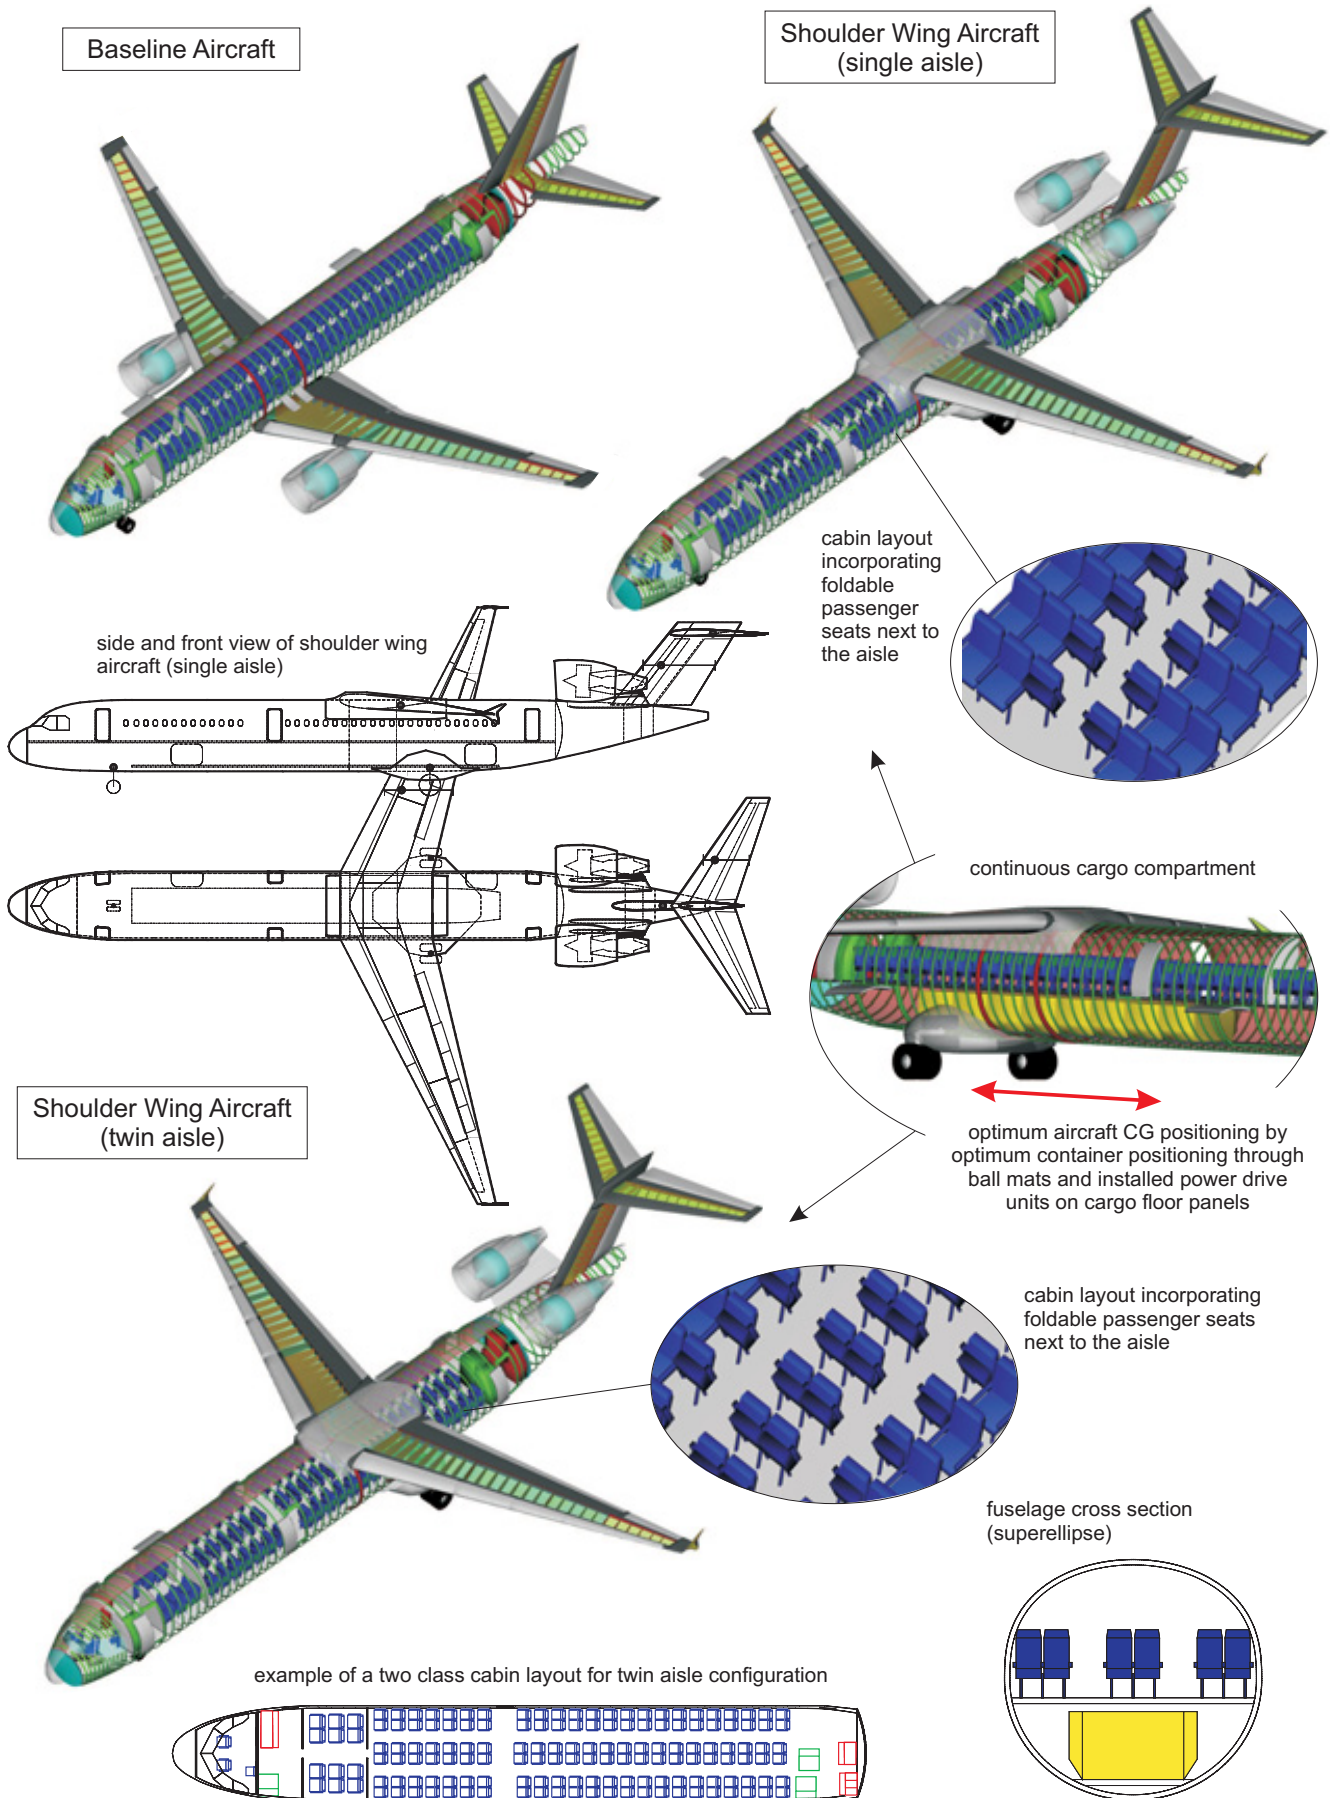 Baseline Aircraft
Shoulder Wing Aircraft
(single aisle)
cabin layout
incorporating
foldable
passenger
seats next to
the aisle
side and front view of shoulder wing
aircraft (single aisle)
continuous cargo compartment
Shoulder Wing Aircraft
(twin aisle)
optimum aircraft CG positioning by
optimum container positioning through
ball mats and installed power drive
units on cargo floor panels
cabin layout incorporating
foldable passenger seats
next to the aisle
fuselage cross section
(superellipse)
example of a two class cabin layout for twin aisle configuration